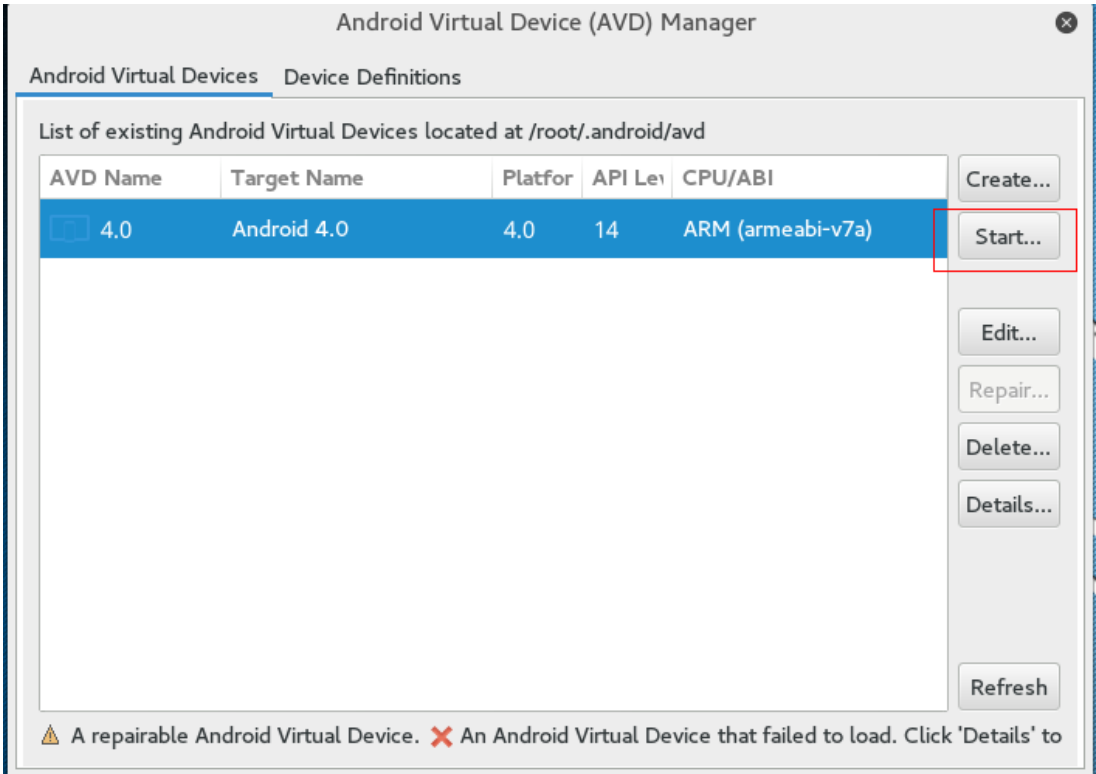 Android Virtual Device (AVD) Manager
Android Virtual Devices Device Definitions
List of existing Android Virtual Devices located at /root/.android/avd
AVD Name Target Name Platfor API Lev CPU/ABI
4.0 Android 4.0 4.0 14 ARM (armeabi-v7a)
Create...
Start...
Edit...
Repair...
Delete...
Details...
Refresh
A repairable Android Virtual Device. An Android Virtual Device that failed to load. Click 'Details' to